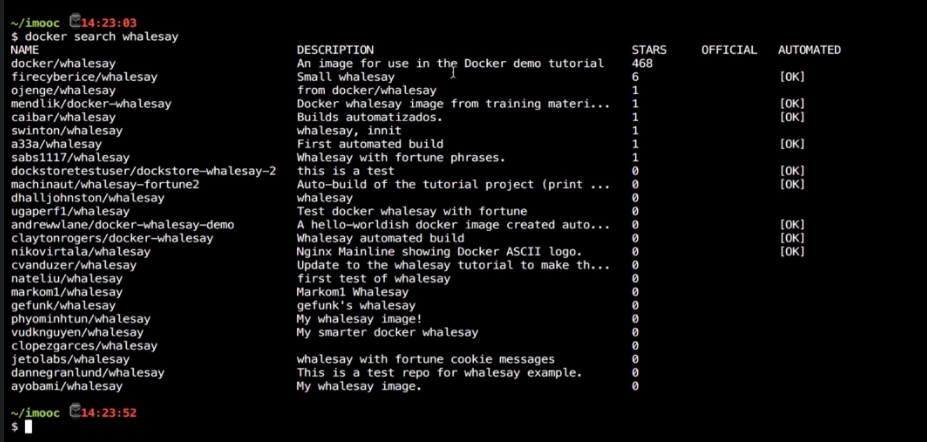 ~/imooc 14:23:03
$ docker search whalesay
NAME DESCRIPTION STARS OFFICIAL AUTOMATED
docker/whalesay An image for use in the Docker demo tutorial 468
firecyberice/whalesay Small whalesay 6 [OK]
ojenge/whalesay from docker/whalesay 1
mendlik/docker-whalesay Docker whalesay image from training materi... 1 [OK]
caibar/whalesay Builds automatizados. 1 [OK]
swinton/whalesay whalesay, innit 1
a33a/whalesay First automated build 1 [OK]
sabs1117/whalesay Whalesay with fortune phrases. 1
dockstoretestuser/dockstore-whalesay-2 this is a test 0 [OK]
machinaut/whalesay-fortune2 Auto-build of the tutorial project (print ... 0 [OK]
dhalljohnston/whalesay whalesay 0
ugaperf1/whalesay Test docker whalesay with fortune 0
andrewwlane/docker-whalesay-demo A hello-worldish docker image created auto... 0 [OK]
claytonrogers/docker-whalesay Whalesay automated build 0 [OK]
nikovirtala/whalesay Nginx Mainline showing Docker ASCII logo. 0 [OK]
cvanduzer/whalesay Update to the whalesay tutorial to make th... 0
nateliu/whalesay first test of whalesay 0
markom1/whalesay Markom1 Whalesay 0
gefunk/whalesay gefunk's whalesay 0
phyominhtun/whalesay My whalesay image! 0
vudknguyen/whalesay My smarter docker whalesay 0
clopezgarces/whalesay 0
jetolabs/whalesay whalesay with fortune cookie messages 0
dannegranlund/whalesay This is a test repo for whalesay example. 0
ayobami/whalesay My whalesay image. 0
~/imooc 14:23:52
$